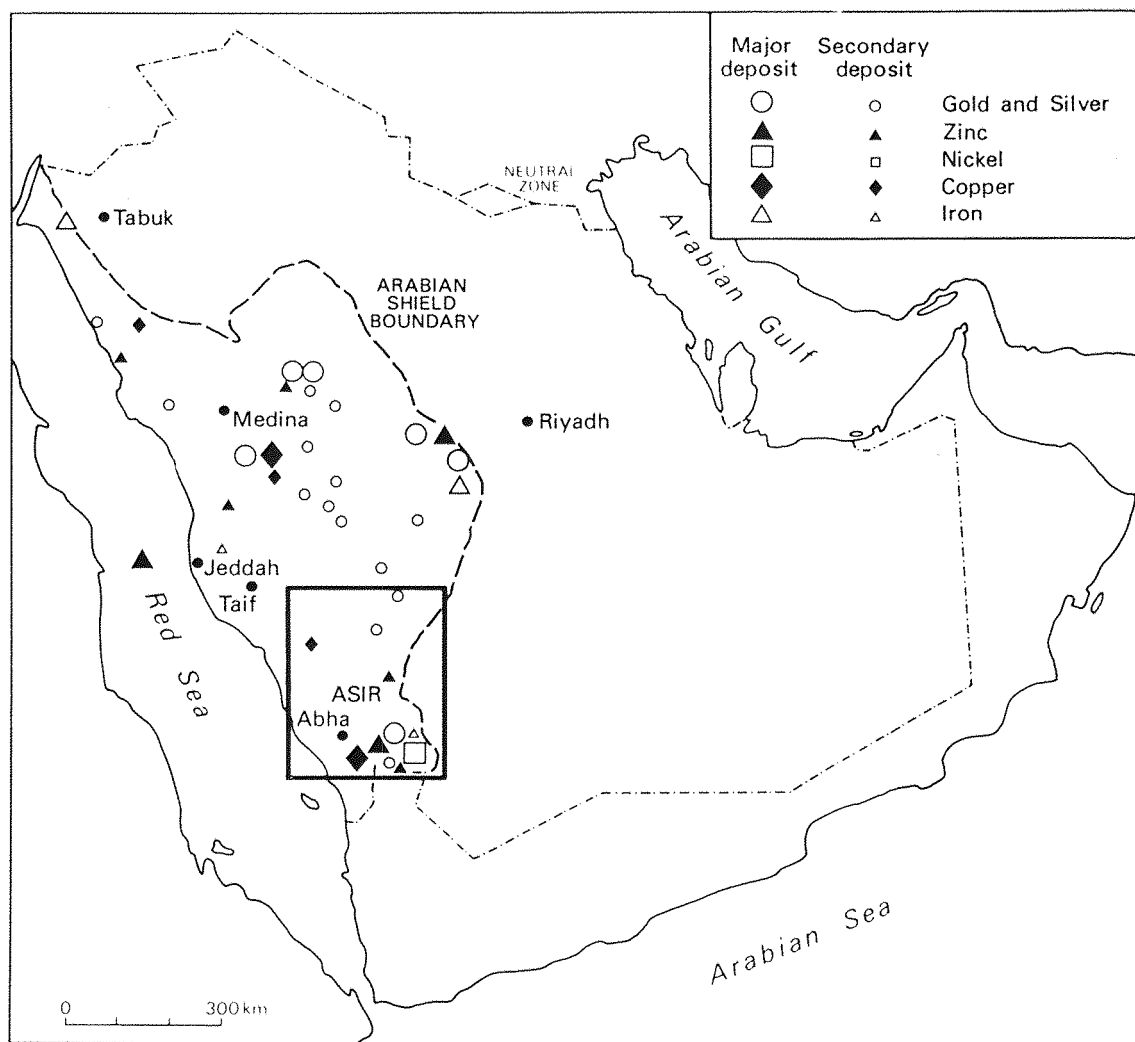 Major Secondary
deposit deposit
Gold and Silver
Zinc
Nickel
Copper
Iron
NEUTRAL
ZONE
Tabuk
Arabian Gulf
ARABIAN
SHIELD
BOUNDARY
Medina
Riyadh
Jeddah
Taif
Red Sea
ASIR
Abha
Arabian Sea
0 300 km